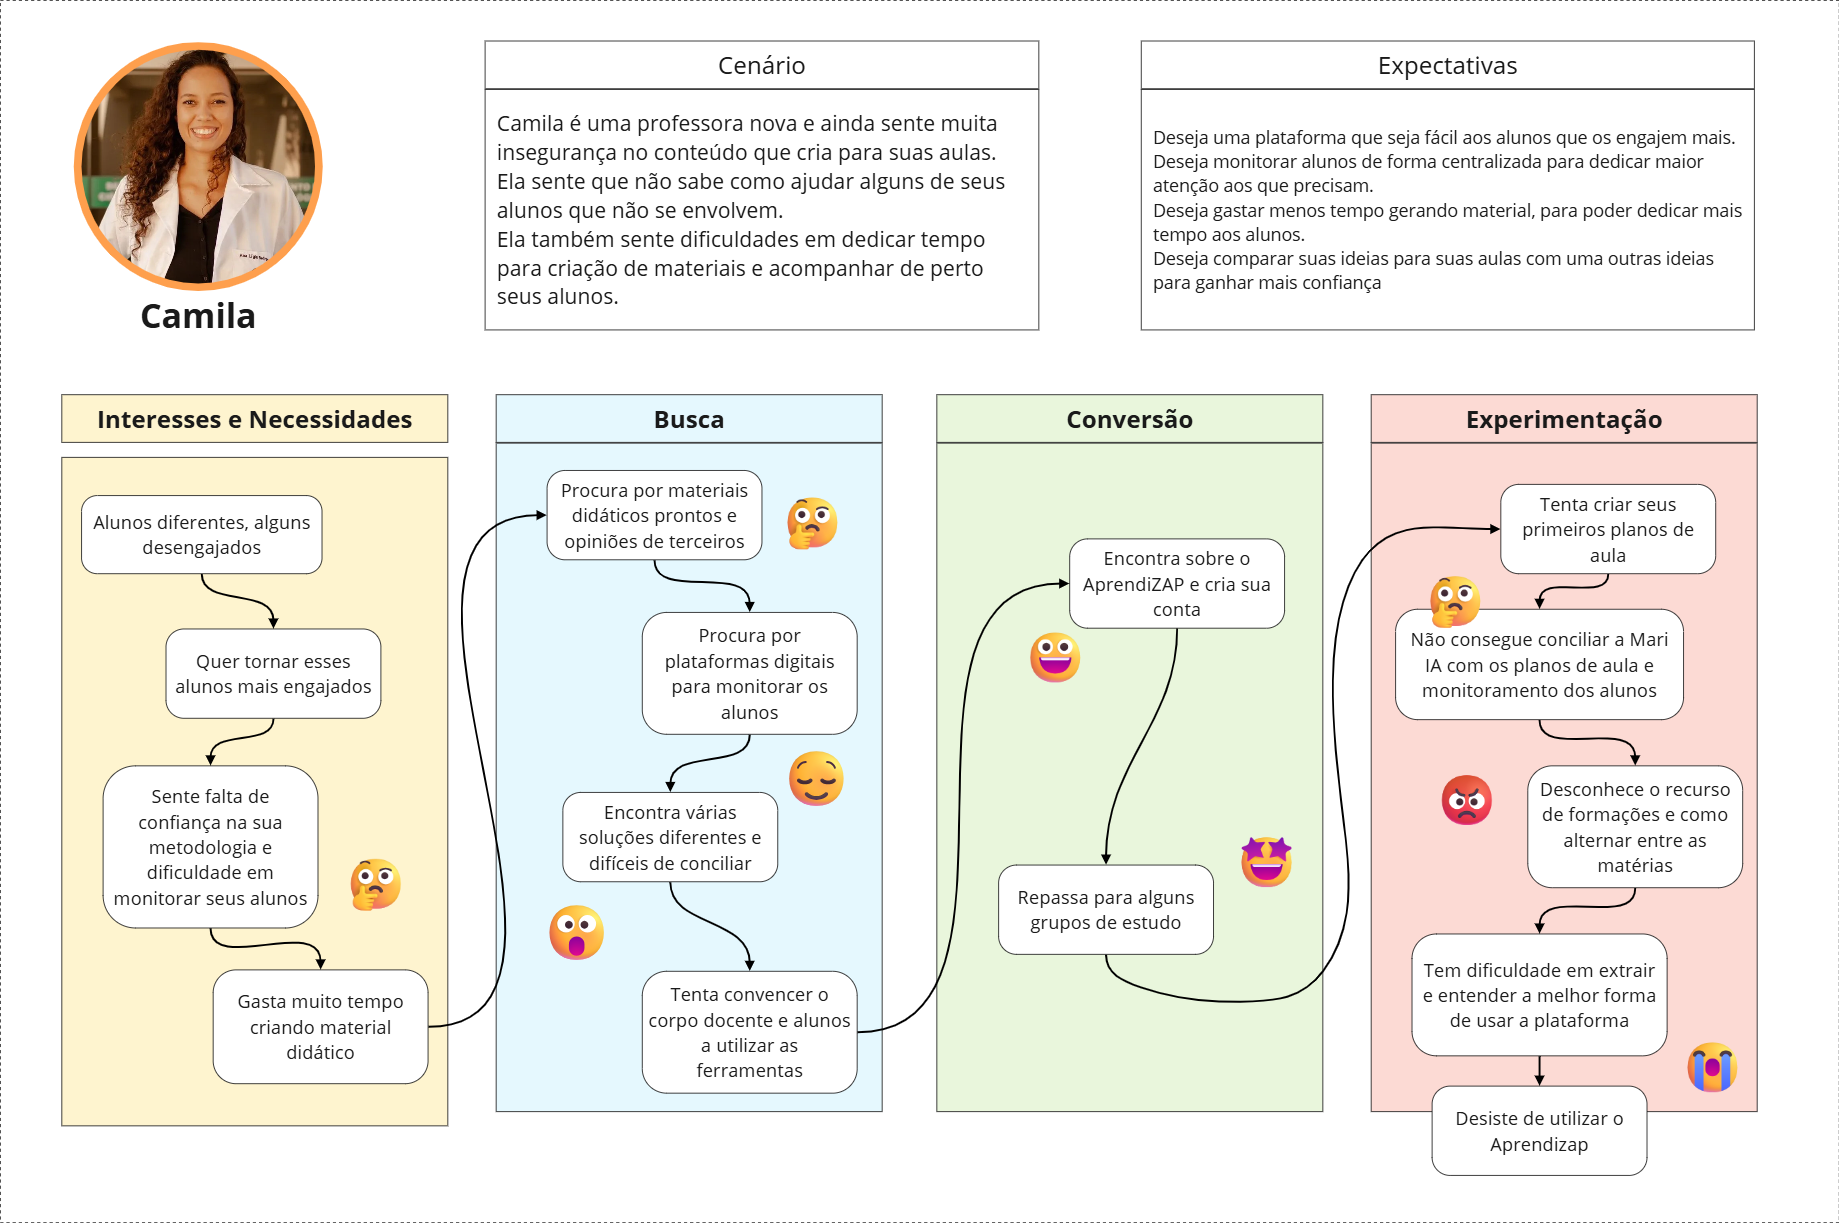 Camila
Cenário
Camila é uma professora nova e ainda sente muita
insegurança no conteúdo que cria para suas aulas.
Ela sente que não sabe como ajudar alguns de seus
alunos que não se envolvem.
Ela também sente dificuldades em dedicar tempo
para criação de materiais e acompanhar de perto
seus alunos.
Expectativas
Deseja uma plataforma que seja fácil aos alunos que os engajem mais.
Deseja monitorar alunos de forma centralizada para dedicar maior
atenção aos que precisam.
Deseja gastar menos tempo gerando material, para poder dedicar mais
tempo aos alunos.
Deseja comparar suas ideias para suas aulas com uma outras ideias
para ganhar mais confiança
Interesses e Necessidades
Alunos diferentes, alguns
desengajados
Quer tornar esses
alunos mais engajados
Sente falta de
confiança na sua
metodologia e
dificuldade em
monitorar seus alunos
Gasta muito tempo
criando material
didático
Busca
Procura por materiais
didáticos prontos e
opiniões de terceiros
Procura por
plataformas digitais
para monitorar os
alunos
Encontra várias
soluções diferentes e
difíceis de conciliar
Tenta convencer o
corpo docente e alunos
a utilizar as
ferramentas
Conversão
Encontra sobre o
AprendiZAP e cria sua
conta
Repassa para alguns
grupos de estudo
Experimentação
Tenta criar seus
primeiros planos de
aula
Não consegue conciliar a Mari
IA com os planos de aula e
monitoramento dos alunos
Desconhece o recurso
de formações e como
alternar entre as
matérias
Tem dificuldade em extrair
e entender a melhor forma
de usar a plataforma
Desiste de utilizar o
Aprendizap